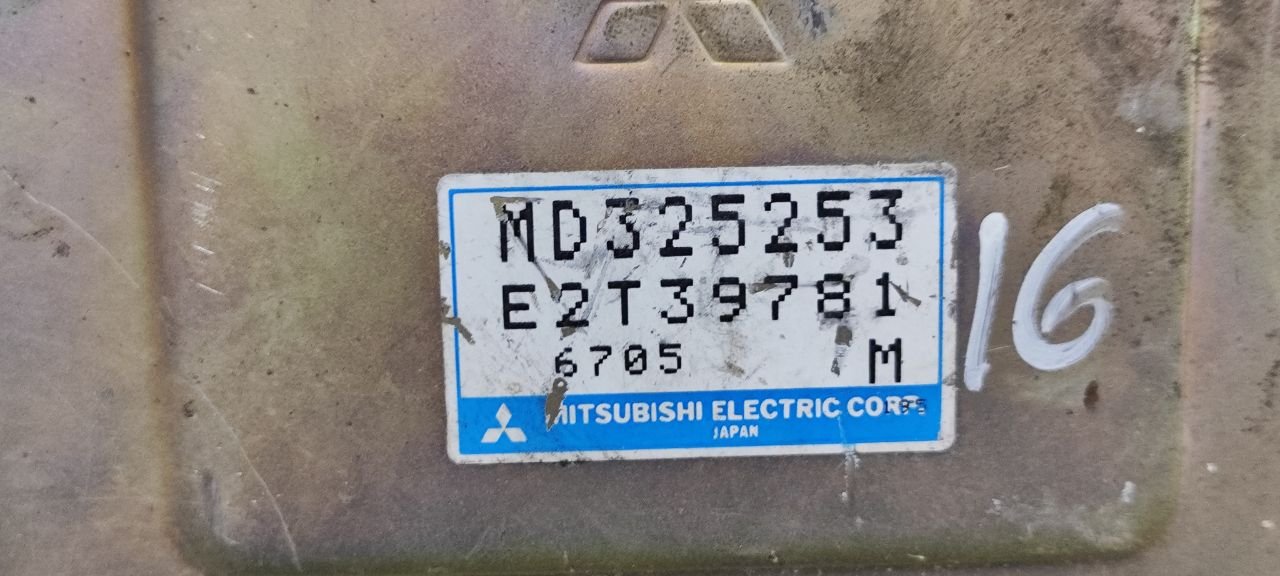 MD325253
E2T39781
6705 M
MITSUBISHI ELECTRIC CORP.
JAPAN
16